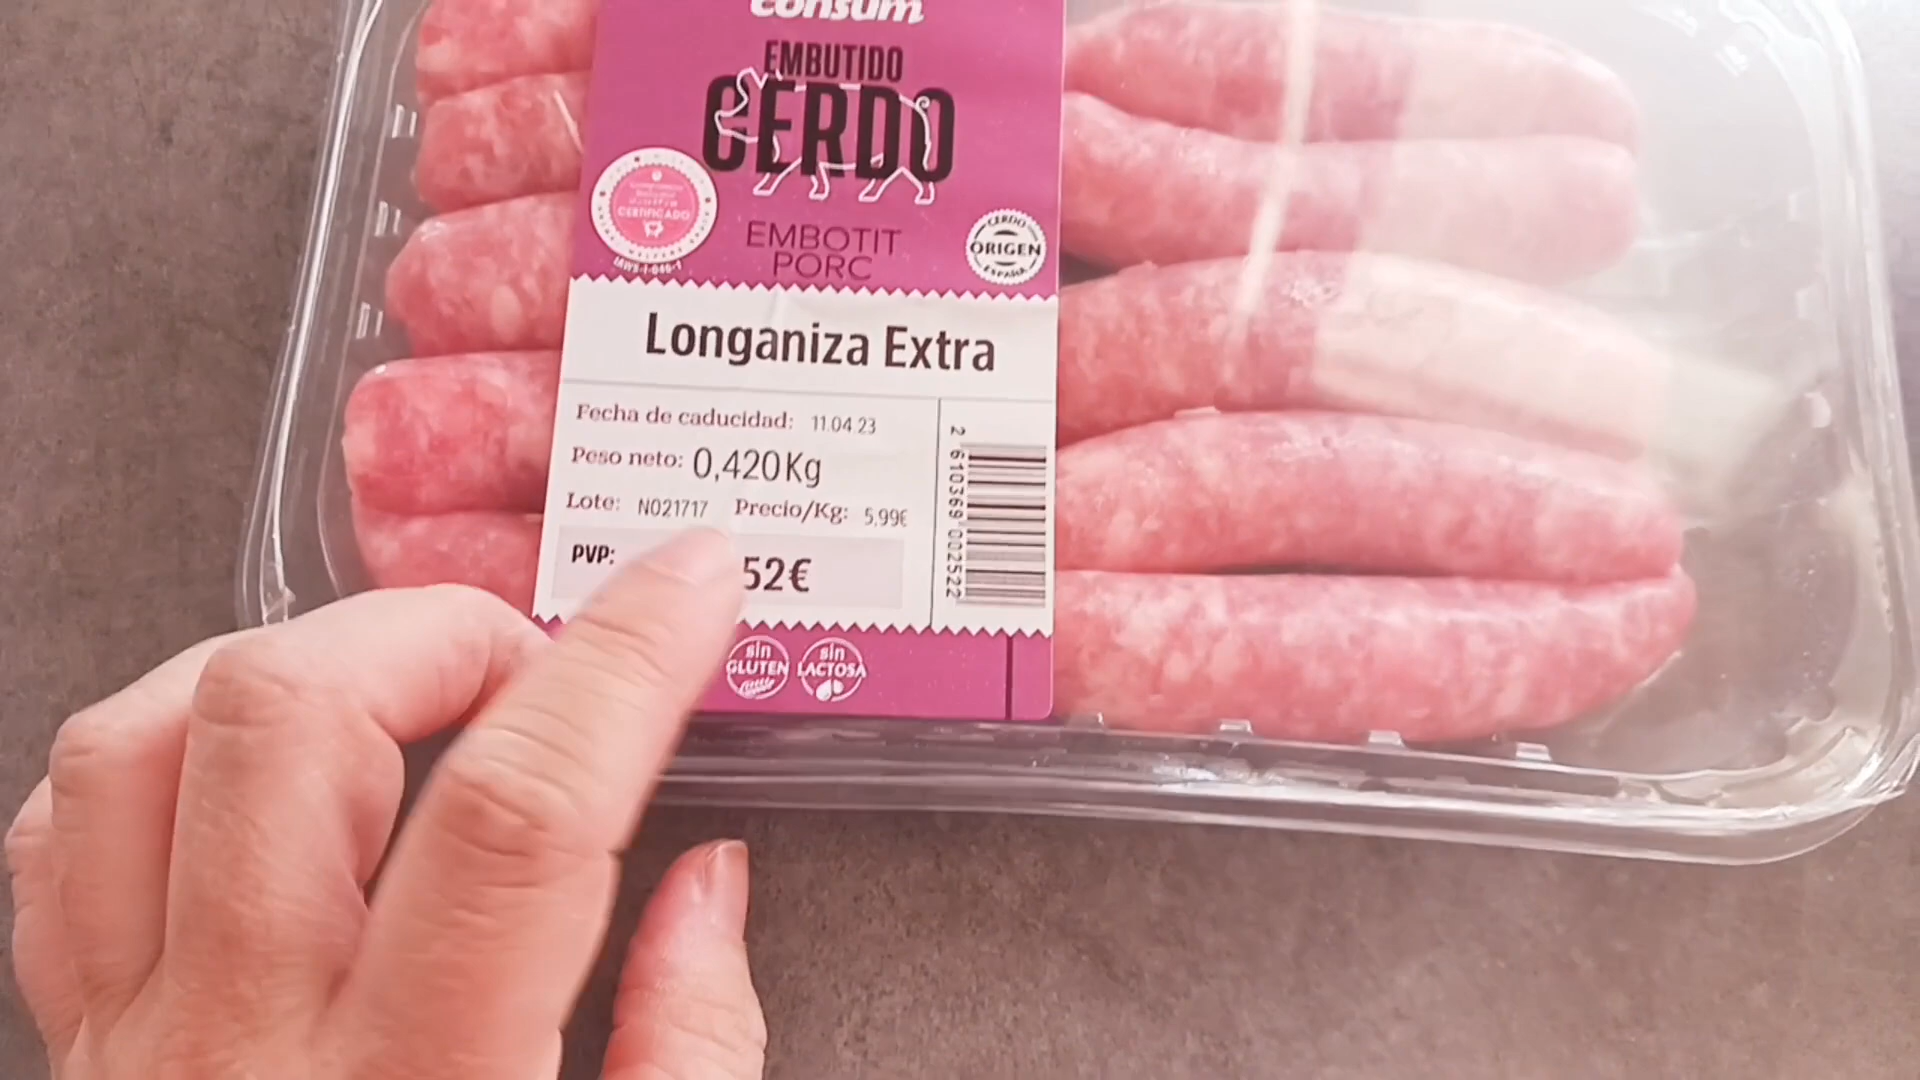 consum
EMBUTIDO
CERDO
EMBOTIT
PORC
CERTIFICADO
CERDO
ORIGEN
ESPAÑA
Longaniza Extra
Fecha de caducidad: 11.04.23
Peso neto: 0,420Kg
Lote: N021717 Precio/Kg: 5,99€
PVP: 52€
2 610369 002522
sin
GLUTEN
sin
LACTOSA